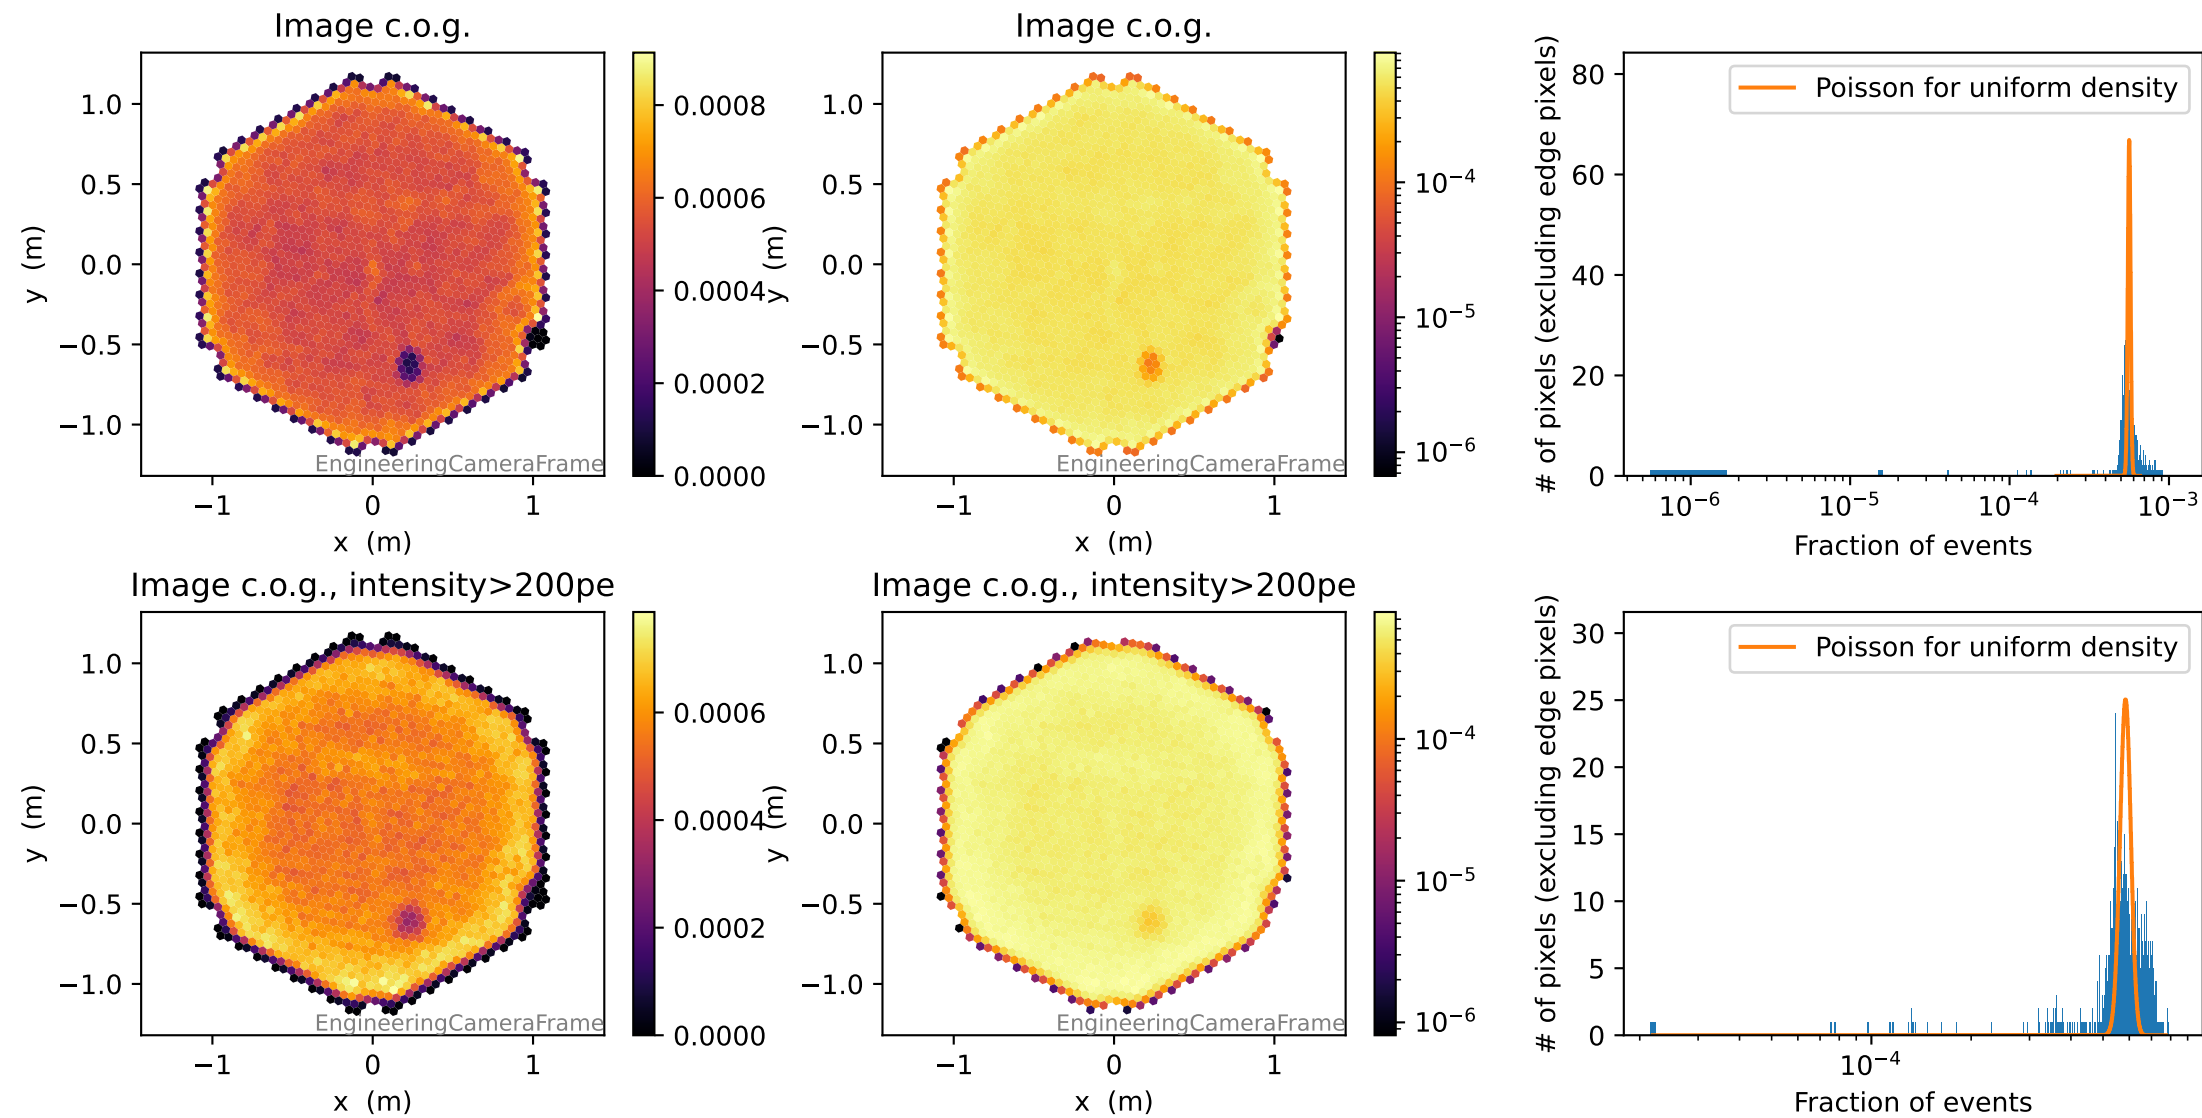 Image c.o.g.
y (m)
1.0
0.5
0.0
−0.5
−1.0
EngineeringCameraFrame
−1 0 1
x (m)
0.0008
0.0006
0.0004
0.0002
0.0000
Image c.o.g.
y (m)
1.0
0.5
0.0
−0.5
−1.0
EngineeringCameraFrame
−1 0 1
x (m)
10⁻⁴
10⁻⁵
10⁻⁶
# of pixels (excluding edge pixels)
80
60
40
20
0
Poisson for uniform density
10⁻⁶ 10⁻⁵ 10⁻⁴ 10⁻³
Fraction of events
Image c.o.g., intensity>200pe
y (m)
1.0
0.5
0.0
−0.5
−1.0
EngineeringCameraFrame
−1 0 1
x (m)
0.0006
0.0004
0.0002
0.0000
Image c.o.g., intensity>200pe
y (m)
1.0
0.5
0.0
−0.5
−1.0
EngineeringCameraFrame
−1 0 1
x (m)
10⁻⁴
10⁻⁵
10⁻⁶
# of pixels (excluding edge pixels)
30
25
20
15
10
5
0
Poisson for uniform density
10⁻⁴
Fraction of events